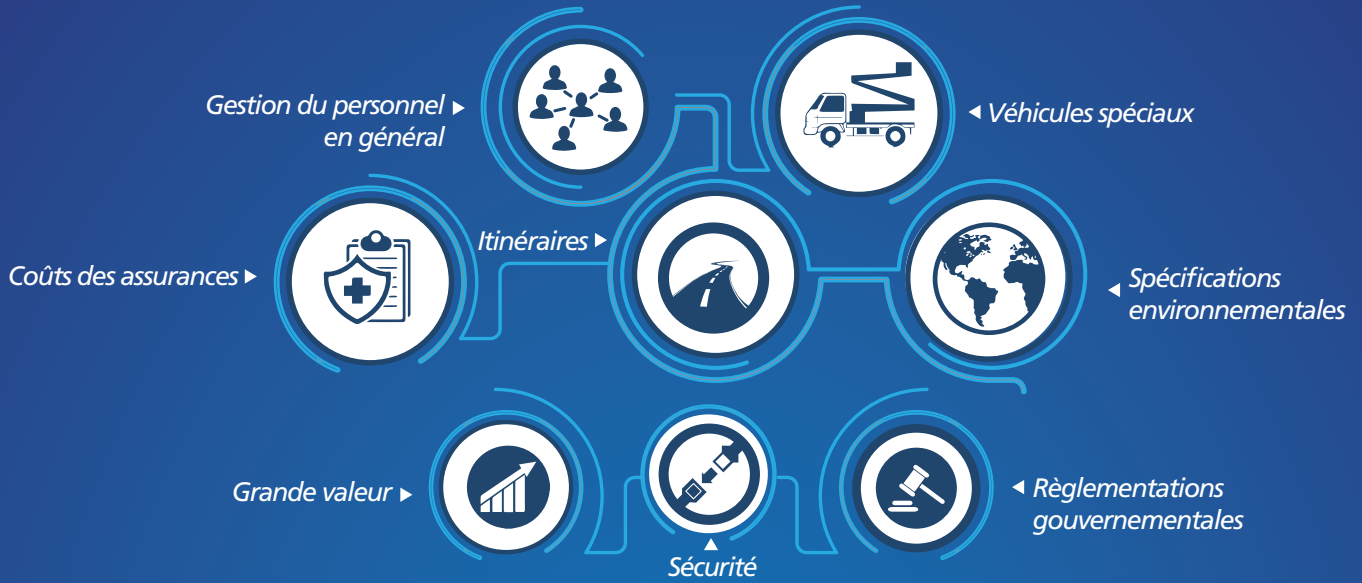 Gestion du personnel
en général
Véhicules spéciaux
Itinéraires
Coûts des assurances
Spécifications
environnementales
Grande valeur
Règlementations
gouvernementales
Sécurité